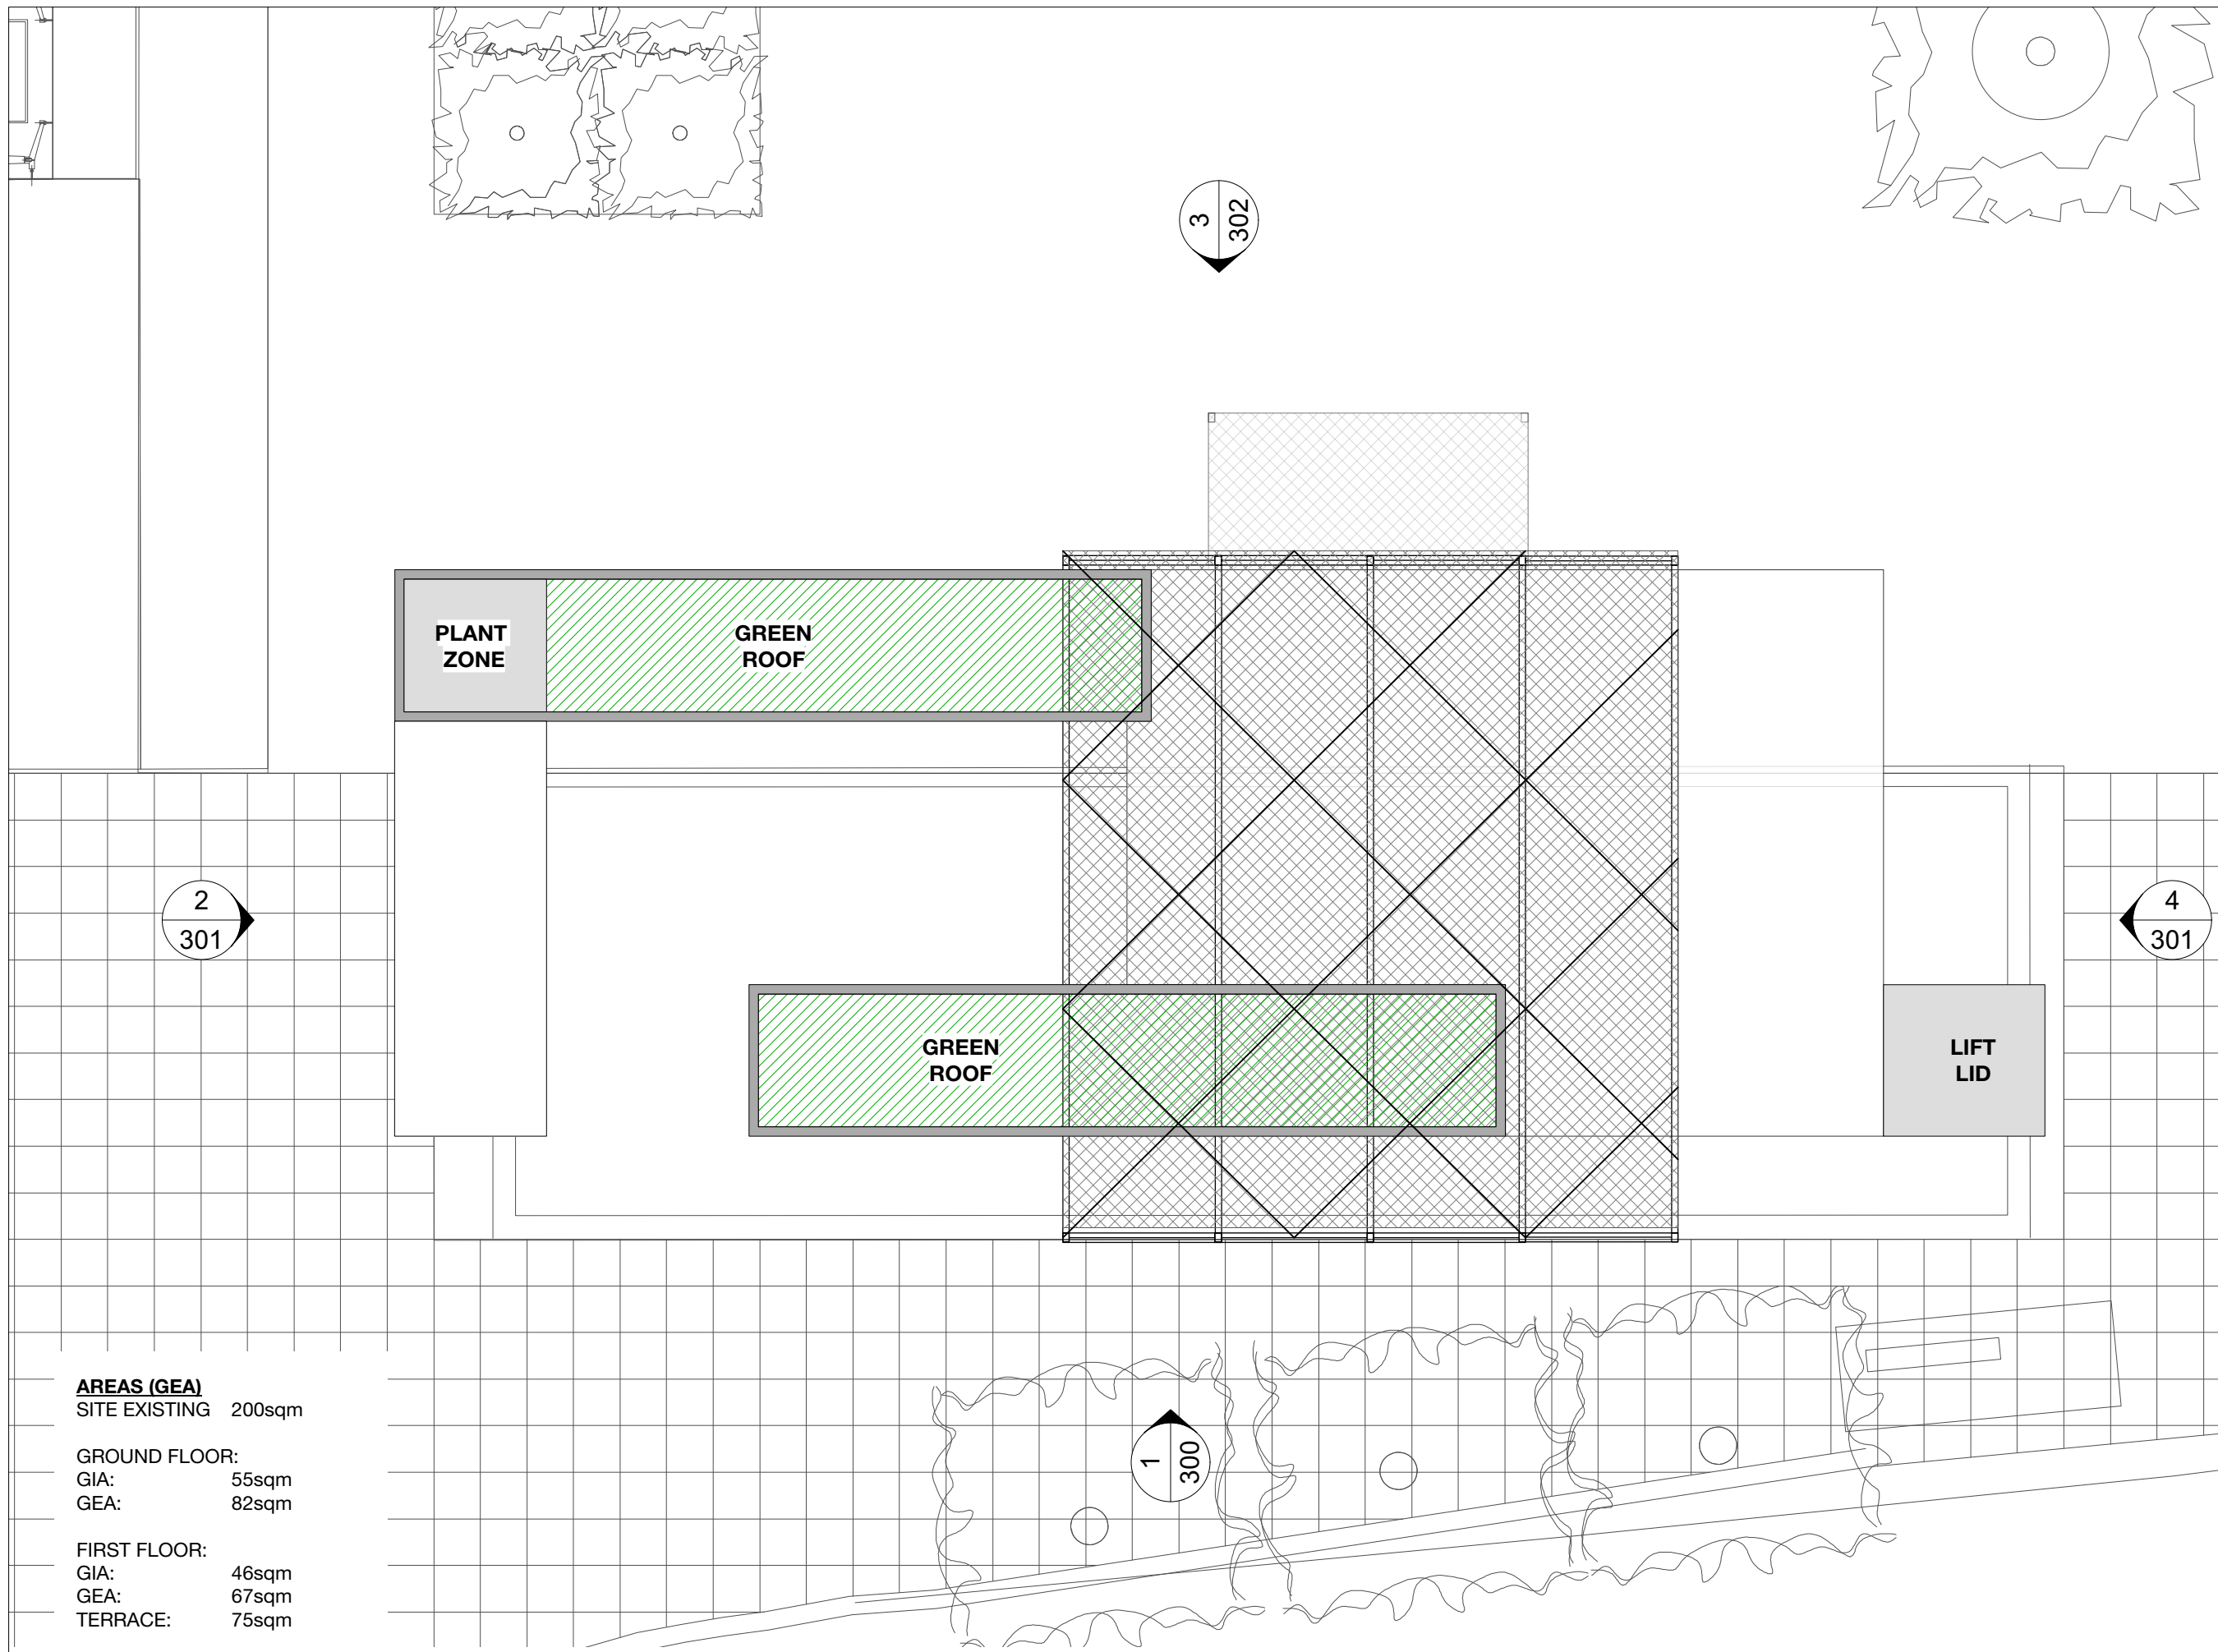 3
302
PLANT
ZONE
GREEN
ROOF
2
301
4
301
GREEN
ROOF
LIFT
LID
1
300
AREAS (GEA)
SITE EXISTING 200sqm
GROUND FLOOR:
GIA: 55sqm
GEA: 82sqm
FIRST FLOOR:
GIA: 46sqm
GEA: 67sqm
TERRACE: 75sqm